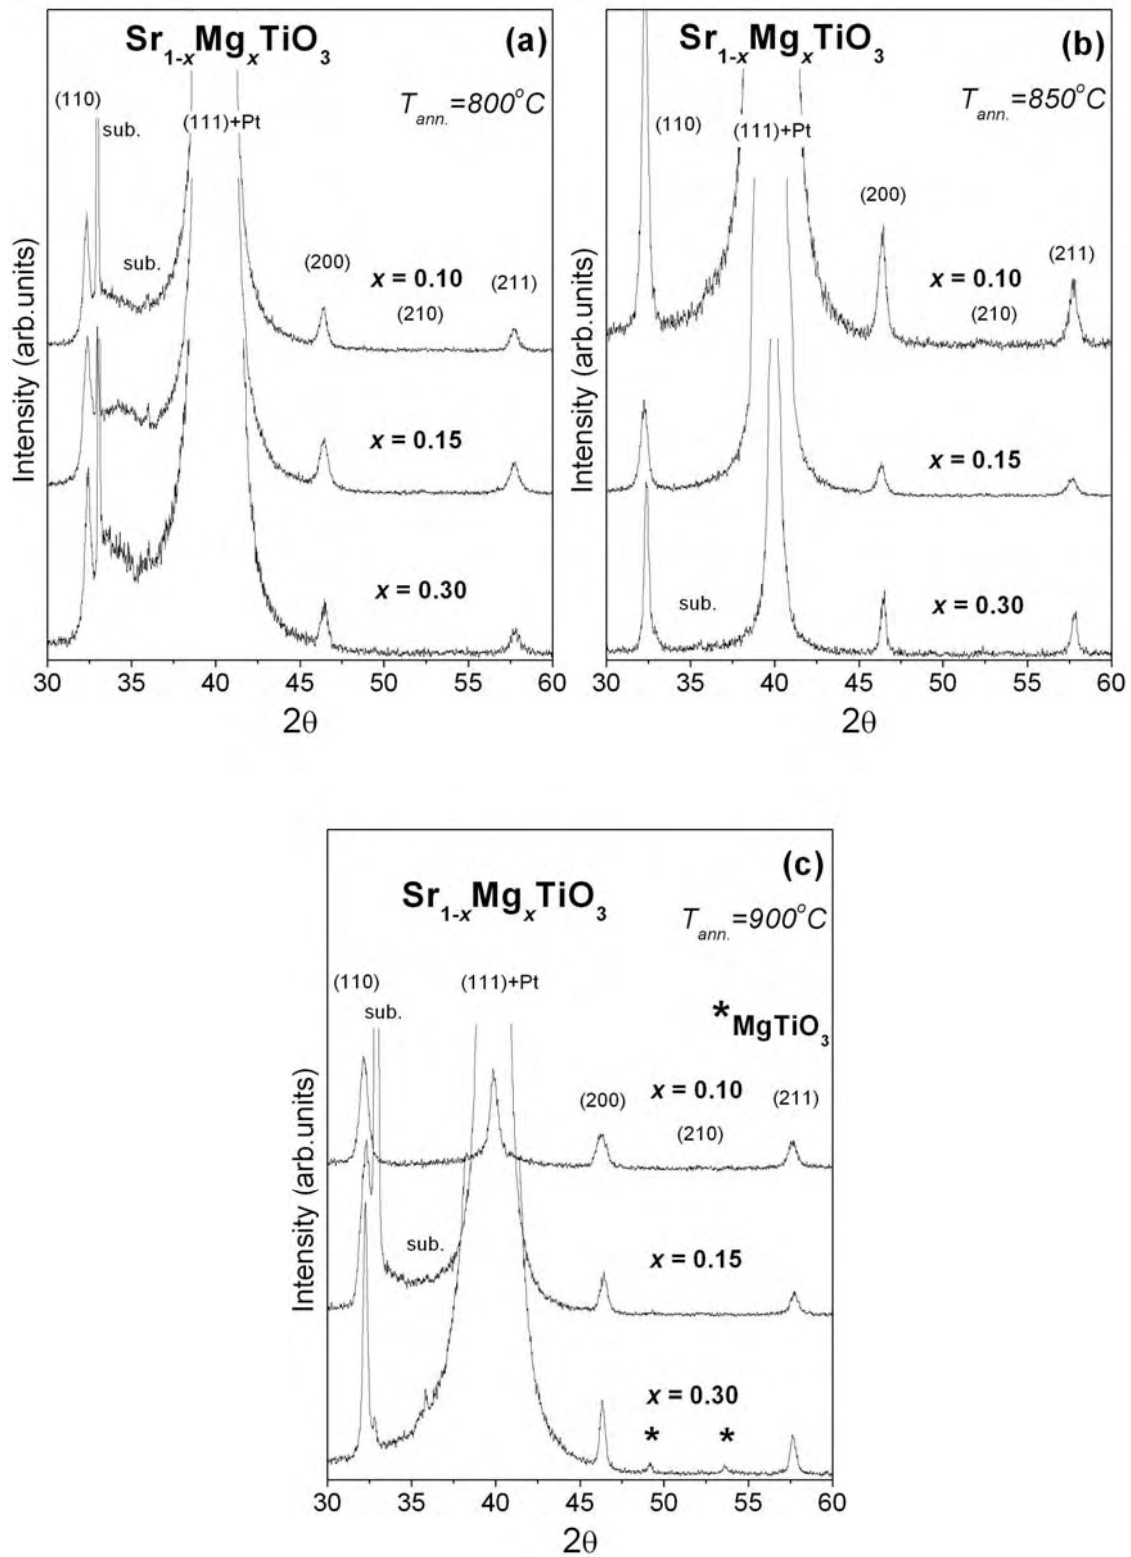 Sr1-xMgxTiO3
(a)
Tann.=800oC
(110)
sub.
(111)+Pt
sub.
(200)
x = 0.10
(211)
(210)
x = 0.15
x = 0.30
Intensity (arb.units)
30 35 40 45 50 55 60
2θ
Sr1-xMgxTiO3
(b)
Tann.=850oC
(110)
(111)+Pt
(200)
(211)
x = 0.10
(210)
x = 0.15
x = 0.30
sub.
Intensity (arb.units)
30 35 40 45 50 55 60
2θ
(c)
Sr1-xMgxTiO3
Tann.=900oC
(110)
(111)+Pt
sub.
*MgTiO3
x = 0.10
(200)
(211)
(210)
sub.
x = 0.15
x = 0.30
* *
Intensity (arb.units)
30 35 40 45 50 55 60
2θ